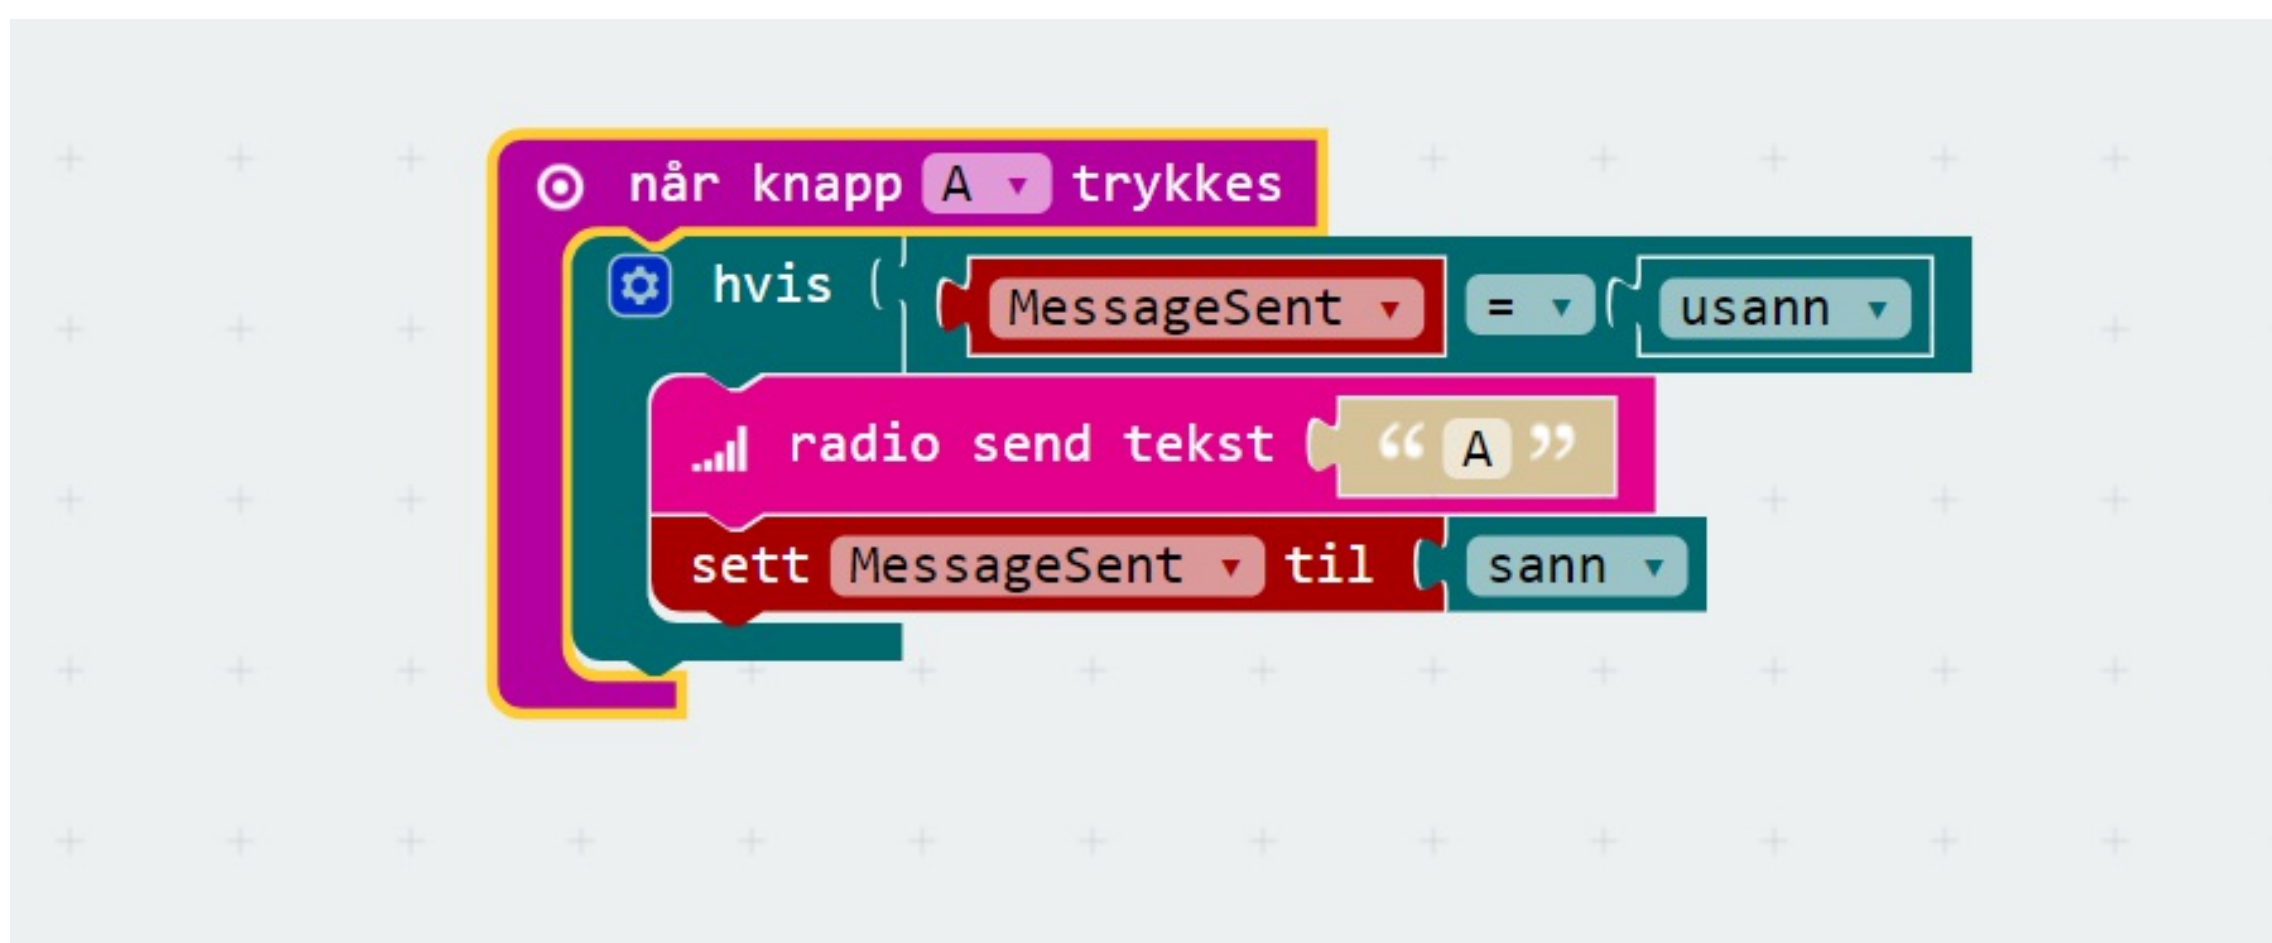 når knapp A trykkes
hvis MessageSent = usann
radio send tekst “ A ”
sett MessageSent til sann